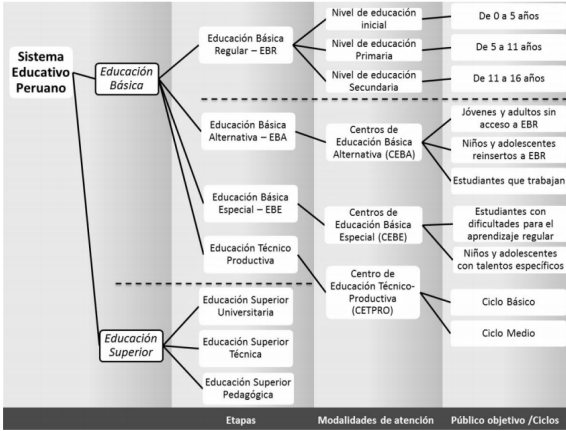 Sistema
Educativo
Peruano
Educación
Básica
Educación Básica
Regular – EBR
Nivel de educación
inicial
De 0 a 5 años
Nivel de educación
Primaria
De 5 a 11 años
Nivel de educación
Secundaria
De 11 a 16 años
Educación Básica
Alternativa – EBA
Centros de
Educación Básica
Alternativa (CEBA)
Jóvenes y adultos sin
acceso a EBR
Niños y adolescentes
reinsertos a EBR
Estudiantes que trabajan
Educación Básica
Especial – EBE
Centros de
Educación Básica
Especial (CEBE)
Estudiantes con
dificultades para el
aprendizaje regular
Niños y adolescentes
con talentos específicos
Educación Técnico
Productiva
Centro de
Educación Técnico-
Productiva
(CETPRO)
Ciclo Básico
Ciclo Medio
Educación
Superior
Educación Superior
Universitaria
Educación Superior
Técnica
Educación Superior
Pedagógica
Etapas
Modalidades de atención
Público objetivo /Ciclos